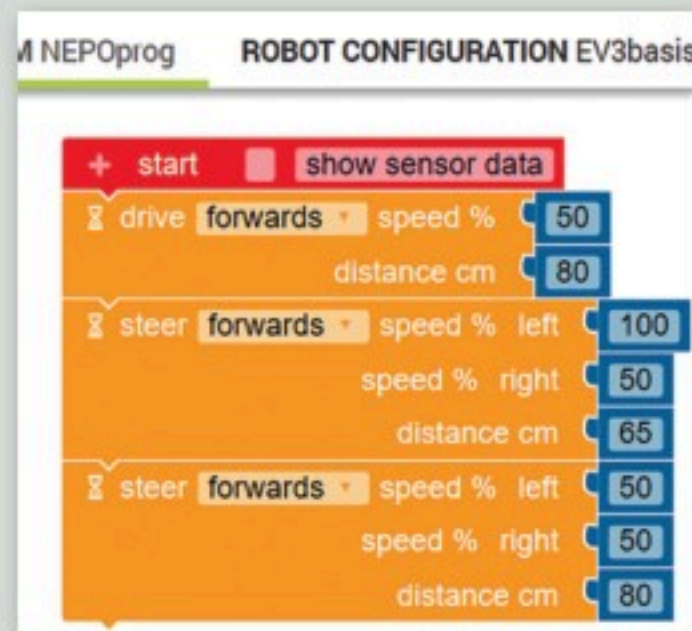 NEPOprog ROBOT CONFIGURATION EV3basis
+ start show sensor data
drive forwards speed % 50
distance cm 80
steer forwards speed % left 100
speed % right 50
distance cm 65
steer forwards speed % left 50
speed % right 50
distance cm 80